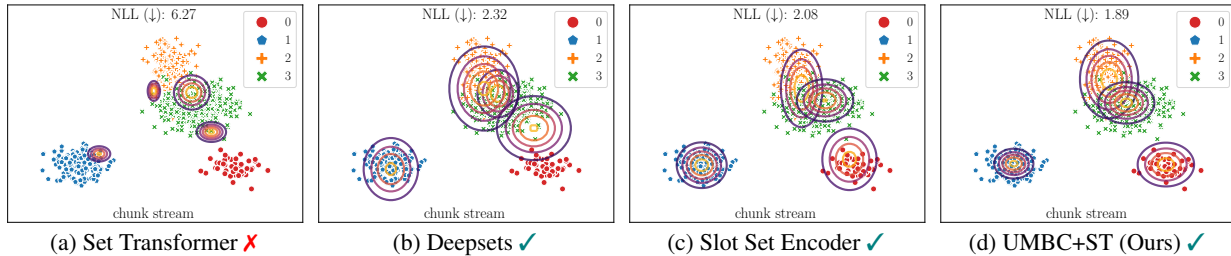 NLL (↓): 6.27
0
1
2
3
chunk stream
(a) Set Transformer ✗
NLL (↓): 2.32
0
1
2
3
chunk stream
(b) Deepsets ✓
NLL (↓): 2.08
0
1
2
3
chunk stream
(c) Slot Set Encoder ✓
NLL (↓): 1.89
0
1
2
3
chunk stream
(d) UMBC+ST (Ours) ✓